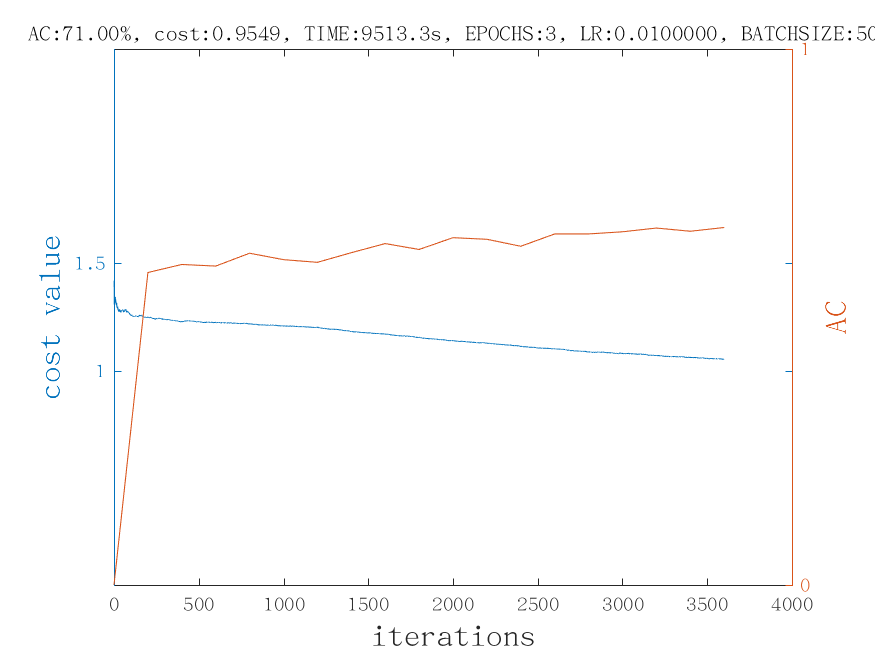 AC:71.00%, cost:0.9549, TIME:9513.3s, EPOCHS:3, LR:0.0100000, BATCHSIZE:50
1
1.5
cost value
AC
1
0
0 500 1000 1500 2000 2500 3000 3500 4000
iterations